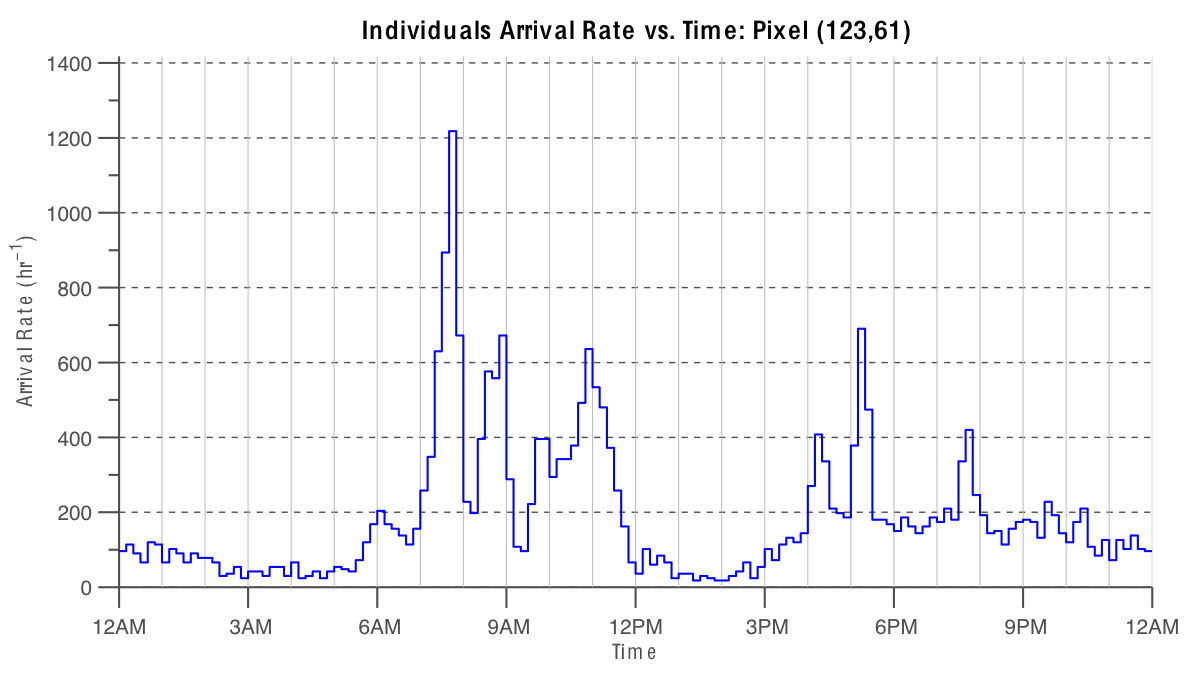 Individuals Arrival Rate vs. Time: Pixel (123,61)
1400
1200
1000
800
600
400
200
0
Arrival Rate (hr⁻¹)
12AM 3AM 6AM 9AM 12PM 3PM 6PM 9PM 12AM
Time